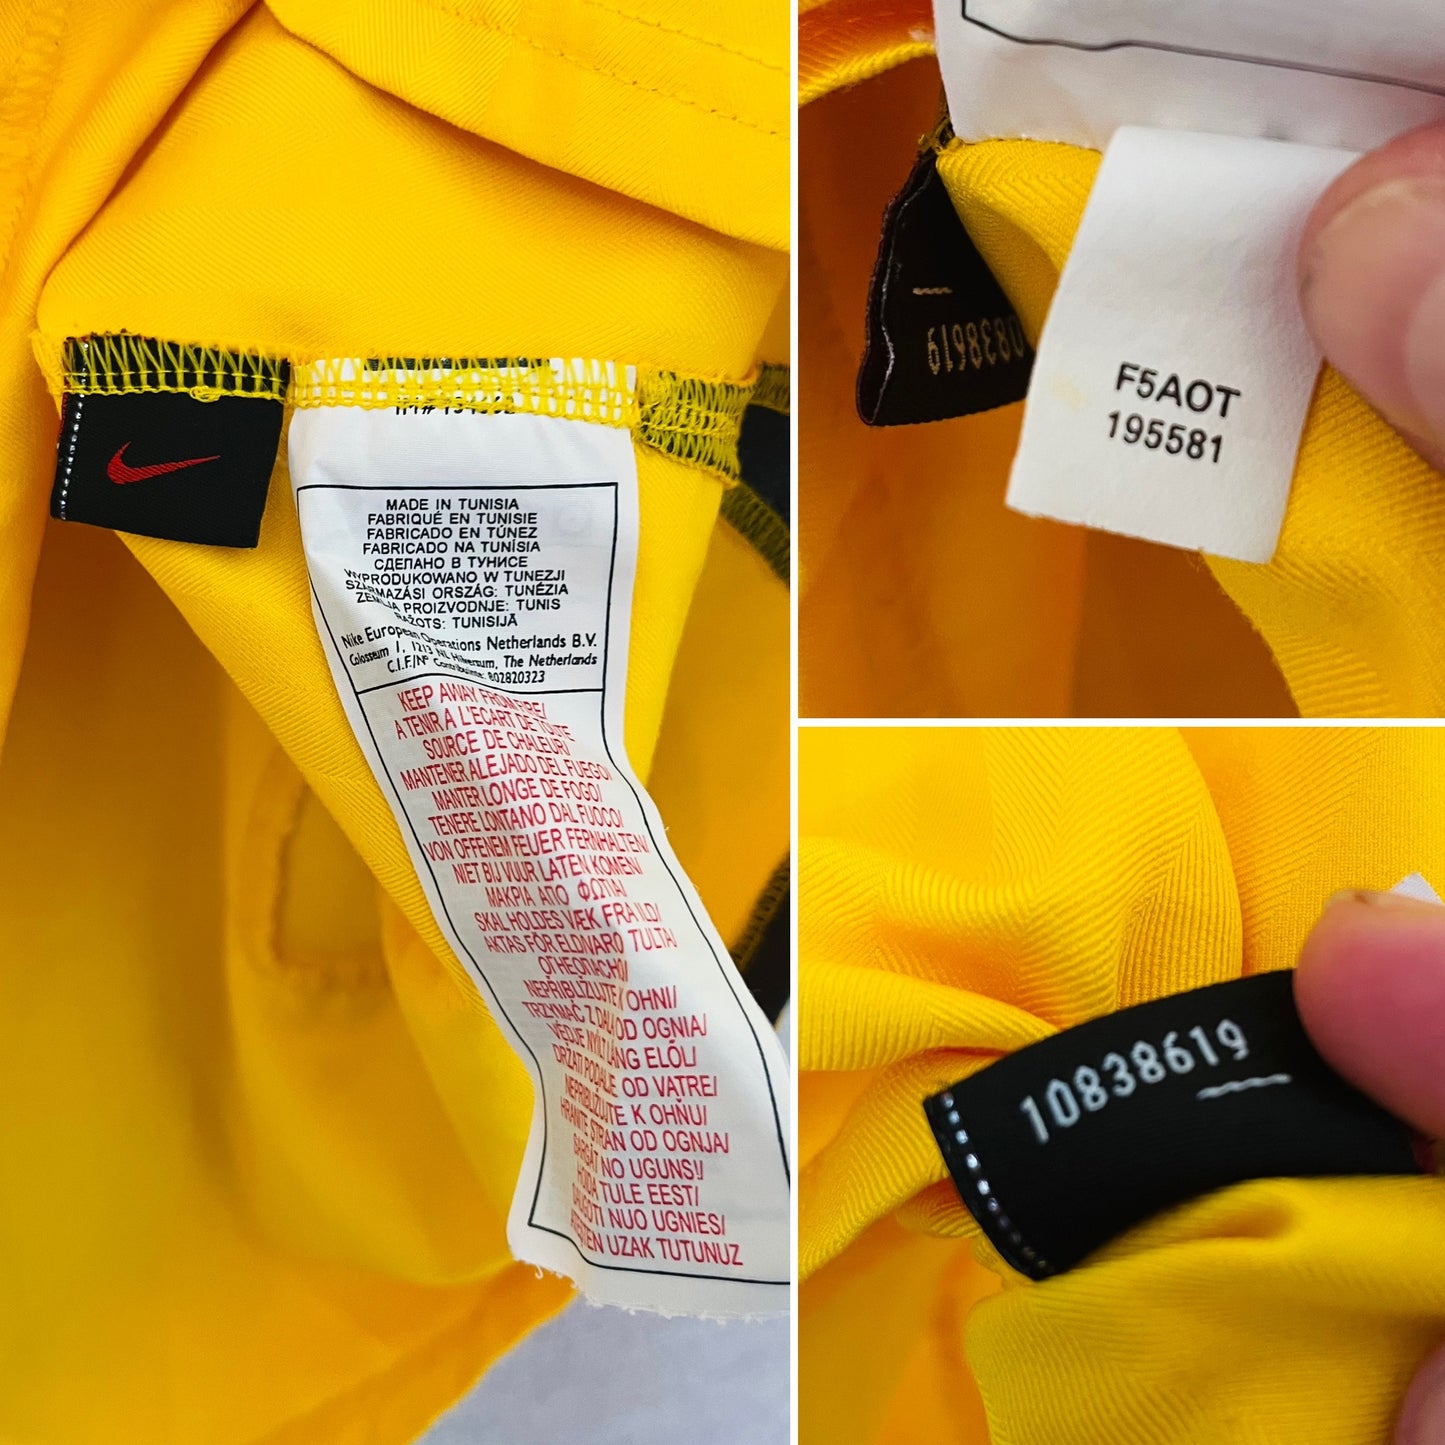 MADE IN TUNISIA
FABRIQUÉ EN TUNISIE
FABRICADO EN TÚNEZ
FABRICADO NA TUNÍSIA
СДЕЛАНО В ТУНИСЕ
WYPRODUKOWANO W TUNEZJI
SZÁRMAZÁSI ORSZÁG: TUNÉZIA
ZEMLJA PROIZVODNJE: TUNIS
RAŽOTS: TUNISIJĀ
Nike European Operations Netherlands B.V.
Colosseum 1, 1213 NL Hilversum, The Netherlands
C.I.F./Nº Contribuinte: 802820323
KEEP AWAY FROM FIRE/
A TENIR A L'ECART DE TOUTE
SOURCE DE CHALEUR/
MANTENER ALEJADO DEL FUEGO/
MANTER LONGE DE FOGO/
TENERE LONTANO DAL FUOCO/
VON OFFENEM FEUER FERNHALTEN/
NIET BIJ VUUR LATEN KOMEN/
ΜΑΚΡΙΑ ΑΠΟ ΦΩΤΙΑ/
SKAL HOLDES VÆK FRA ILD/
AKTAS FÖR ELDNARO TULTA/
ОГНЕОПАСНО/
NEPRIBLIZUJTE K OHNI/
TRZYMAĆ Z DALA OD OGNIA/
VÉDJE NYÍLT LÁNG ELŐL/
DRŽATI PODALJE OD VATRE/
NEPRIBLIŽUJTE K OHŇU/
HRANITE STRAN OD OGNJA/
SARGĀT NO UGUNS!/
HOIDA TULE EEST/
SAUGOTI NUO UGNIES/
ATEŞTEN UZAK TUTUNUZ
10838619
F5AOT
195581
10838619